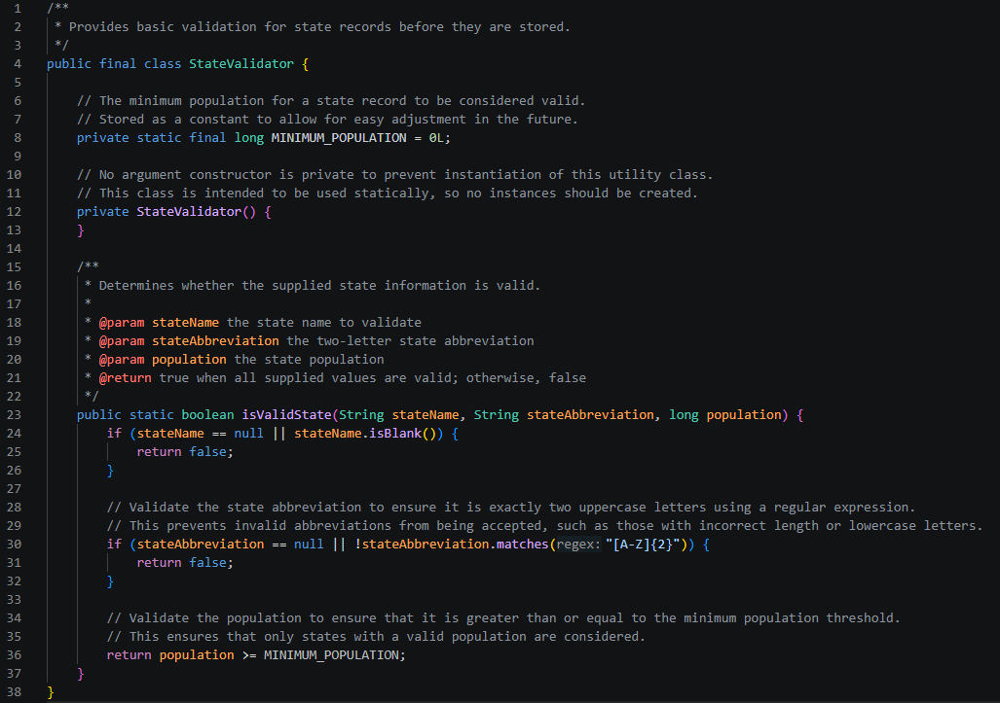 1 /**
2  * Provides basic validation for state records before they are stored.
3  */
4 public final class StateValidator {
5
6     // The minimum population for a state record to be considered valid.
7     // Stored as a constant to allow for easy adjustment in the future.
8     private static final long MINIMUM_POPULATION = 0L;
9
10     // No argument constructor is private to prevent instantiation of this utility class.
11     // This class is intended to be used statically, so no instances should be created.
12     private StateValidator() {
13     }
14
15     /**
16      * Determines whether the supplied state information is valid.
17      *
18      * @param stateName the state name to validate
19      * @param stateAbbreviation the two-letter state abbreviation
20      * @param population the state population
21      * @return true when all supplied values are valid; otherwise, false
22      */
23     public static boolean isValidState(String stateName, String stateAbbreviation, long population) {
24         if (stateName == null || stateName.isBlank()) {
25             return false;
26         }
27
28         // Validate the state abbreviation to ensure it is exactly two uppercase letters using a regular expression.
29         // This prevents invalid abbreviations from being accepted, such as those with incorrect length or lowercase letters.
30         if (stateAbbreviation == null || !stateAbbreviation.matches(regex: "[A-Z]{2}")) {
31             return false;
32         }
33
34         // Validate the population to ensure that it is greater than or equal to the minimum population threshold.
35         // This ensures that only states with a valid population are considered.
36         return population >= MINIMUM_POPULATION;
37     }
38 }